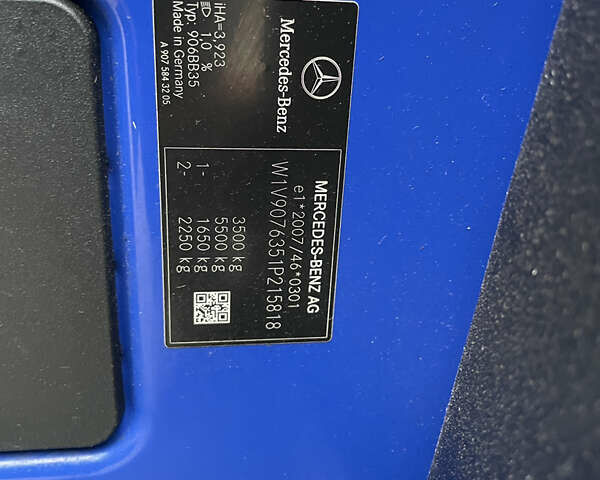 Mercedes-Benz
iHA=3,923
1,0 %
Typ: 906BB35
Made in Germany
A 907 584 32 05
MERCEDES-BENZ AG
e1*2007/46*0301
W1V9076351P215818
3500 kg
5500 kg
1- 1650 kg
2- 2250 kg